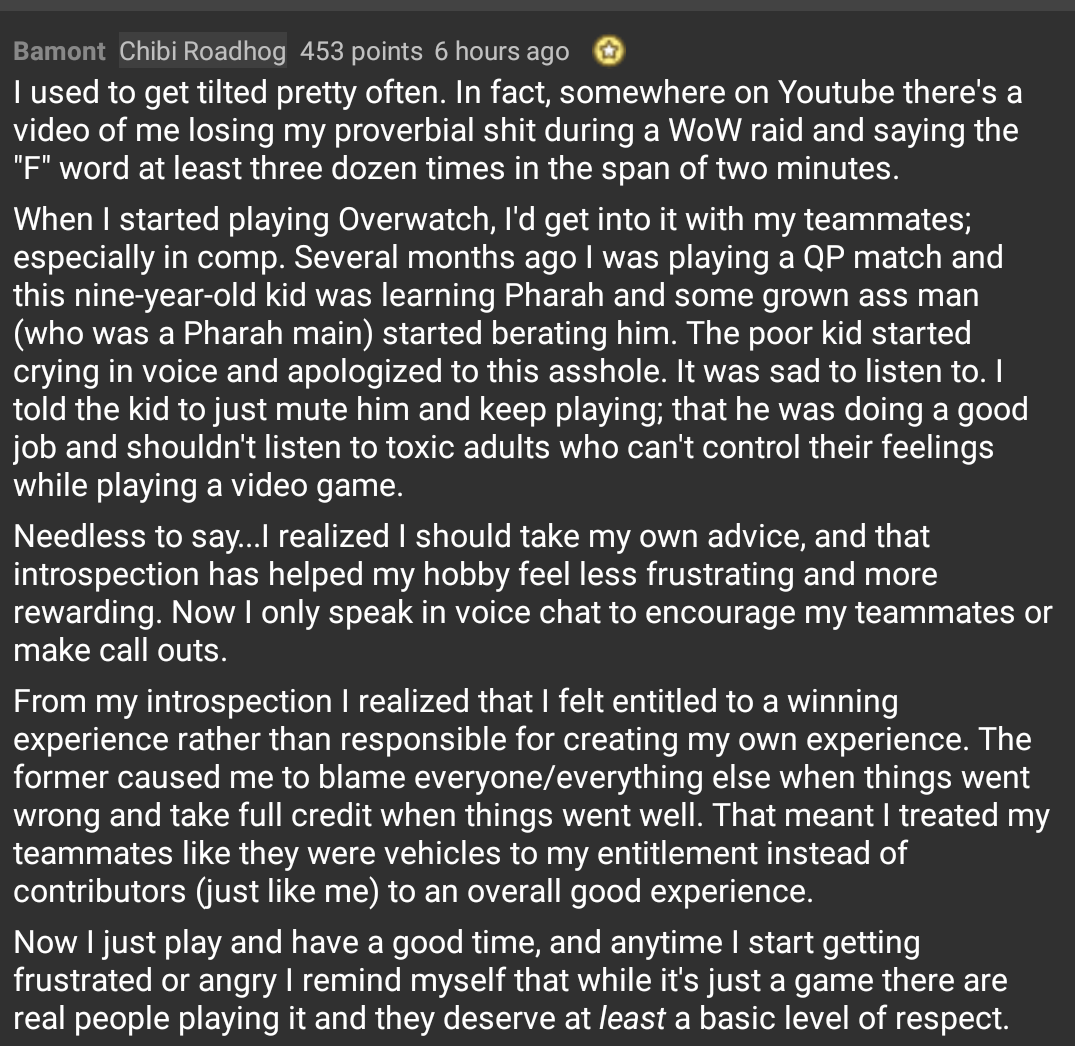 Bamont Chibi Roadhog 453 points 6 hours ago
I used to get tilted pretty often. In fact, somewhere on Youtube there's a
video of me losing my proverbial shit during a WoW raid and saying the
"F" word at least three dozen times in the span of two minutes.
When I started playing Overwatch, I'd get into it with my teammates;
especially in comp. Several months ago I was playing a QP match and
this nine-year-old kid was learning Pharah and some grown ass man
(who was a Pharah main) started berating him. The poor kid started
crying in voice and apologized to this asshole. It was sad to listen to. I
told the kid to just mute him and keep playing; that he was doing a good
job and shouldn't listen to toxic adults who can't control their feelings
while playing a video game.
Needless to say...I realized I should take my own advice, and that
introspection has helped my hobby feel less frustrating and more
rewarding. Now I only speak in voice chat to encourage my teammates or
make call outs.
From my introspection I realized that I felt entitled to a winning
experience rather than responsible for creating my own experience. The
former caused me to blame everyone/everything else when things went
wrong and take full credit when things went well. That meant I treated my
teammates like they were vehicles to my entitlement instead of
contributors (just like me) to an overall good experience.
Now I just play and have a good time, and anytime I start getting
frustrated or angry I remind myself that while it's just a game there are
real people playing it and they deserve at least a basic level of respect.